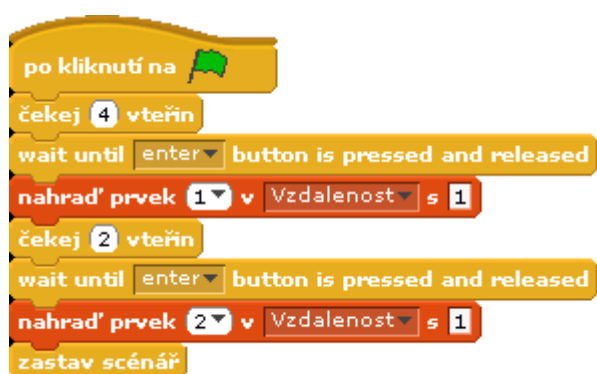 po kliknutí na
čekej 4 vteřin
wait until enter button is pressed and released
nahraď prvek 1 v Vzdalenost s 1
čekej 2 vteřin
wait until enter button is pressed and released
nahraď prvek 2 v Vzdalenost s 1
zastav scénář